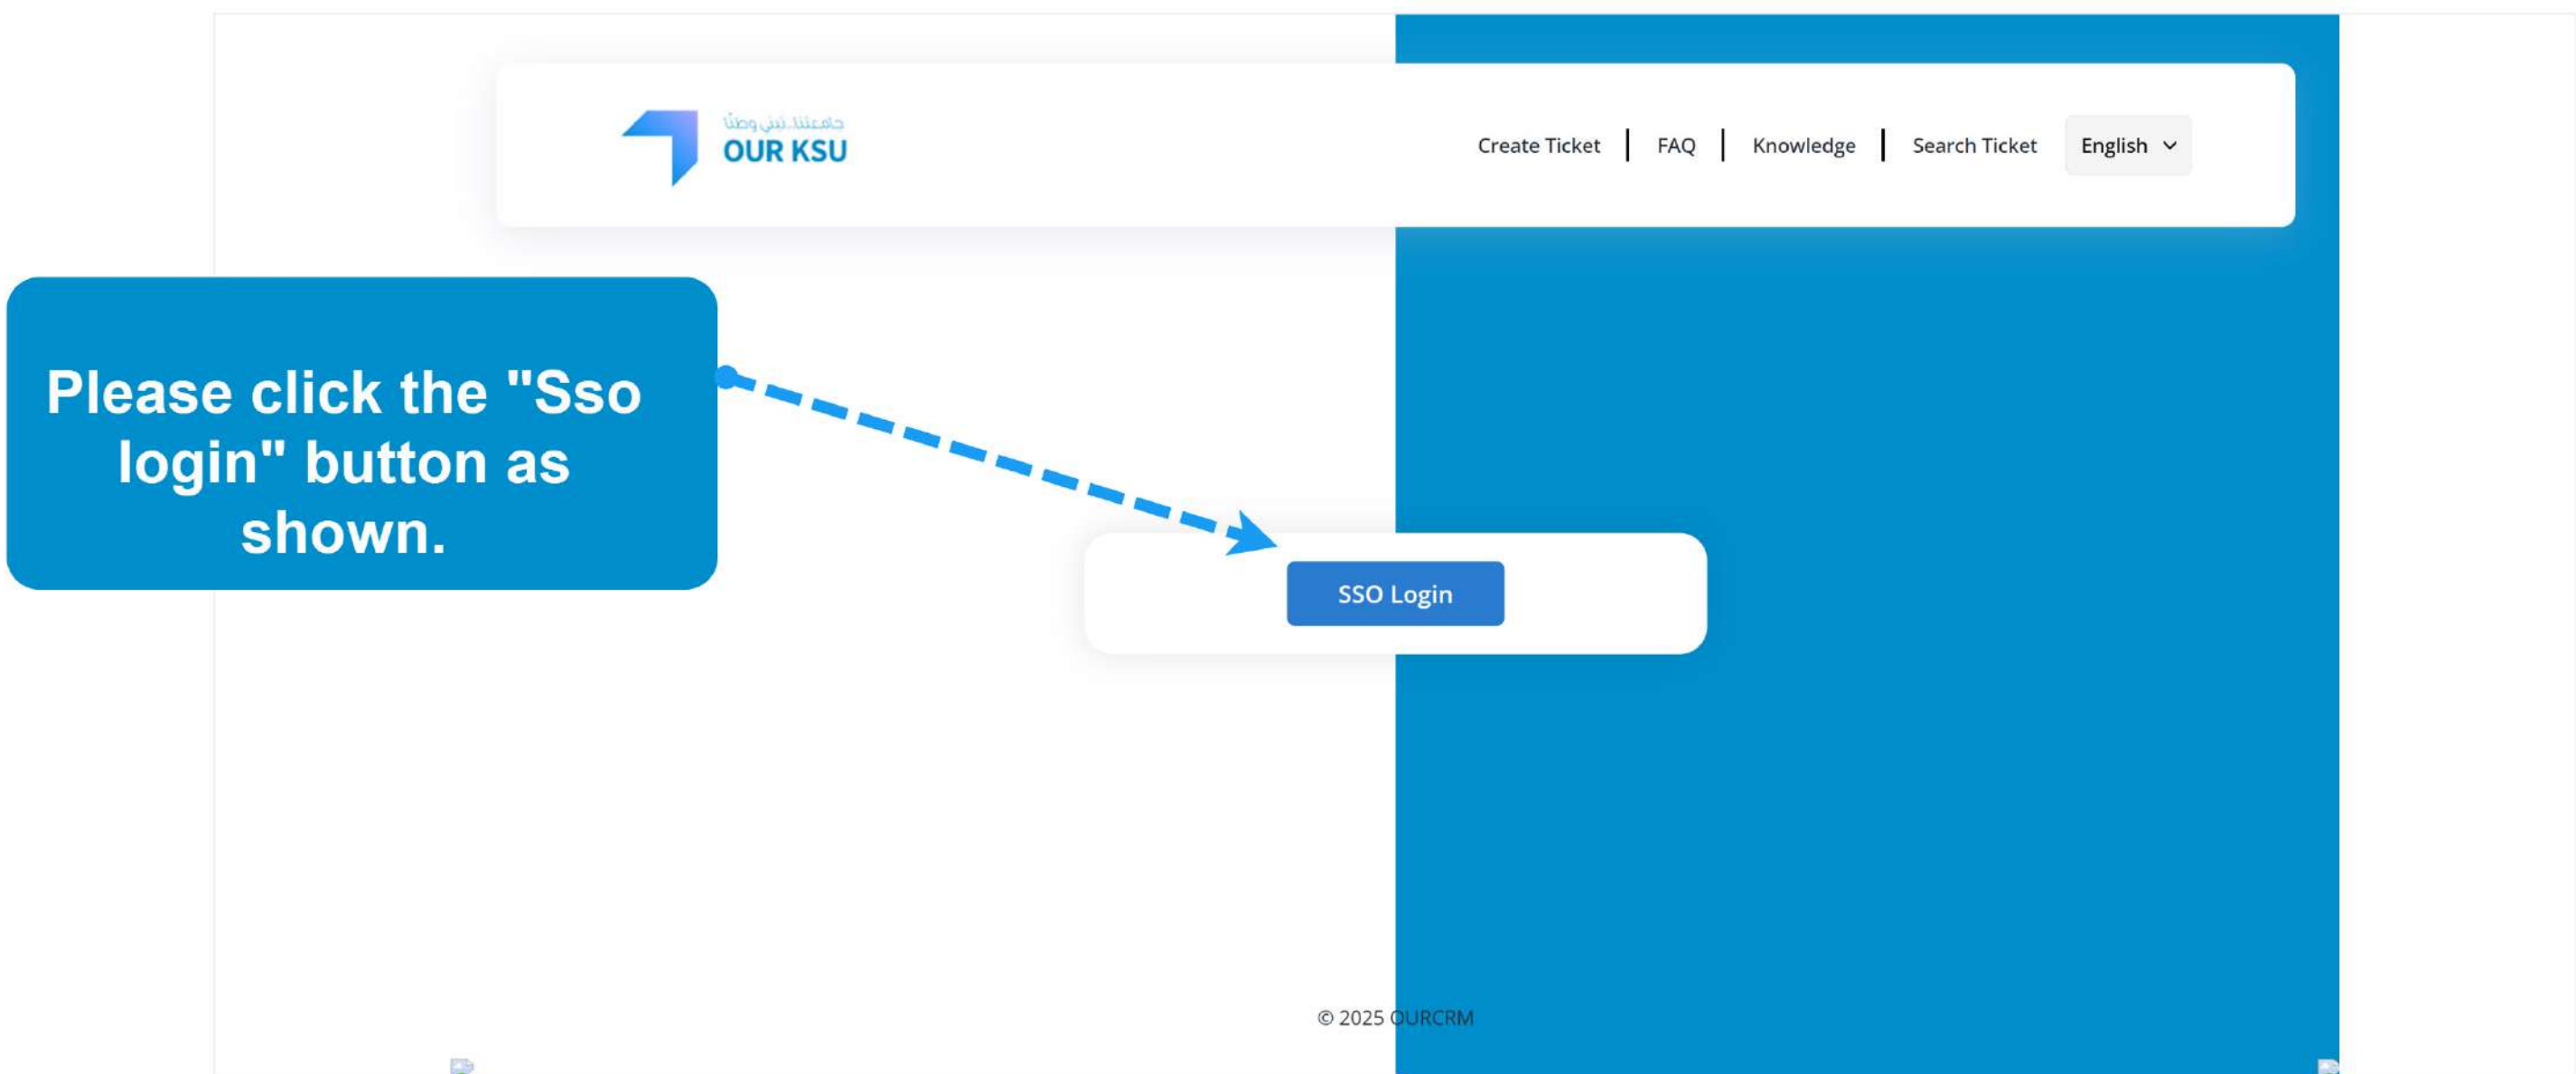 جامعتنا..تبني وطنًا
OUR KSU
Create Ticket
FAQ
Knowledge
Search Ticket
English
Please click the "Sso
login" button as
shown.
SSO Login
© 2025 OURCRM